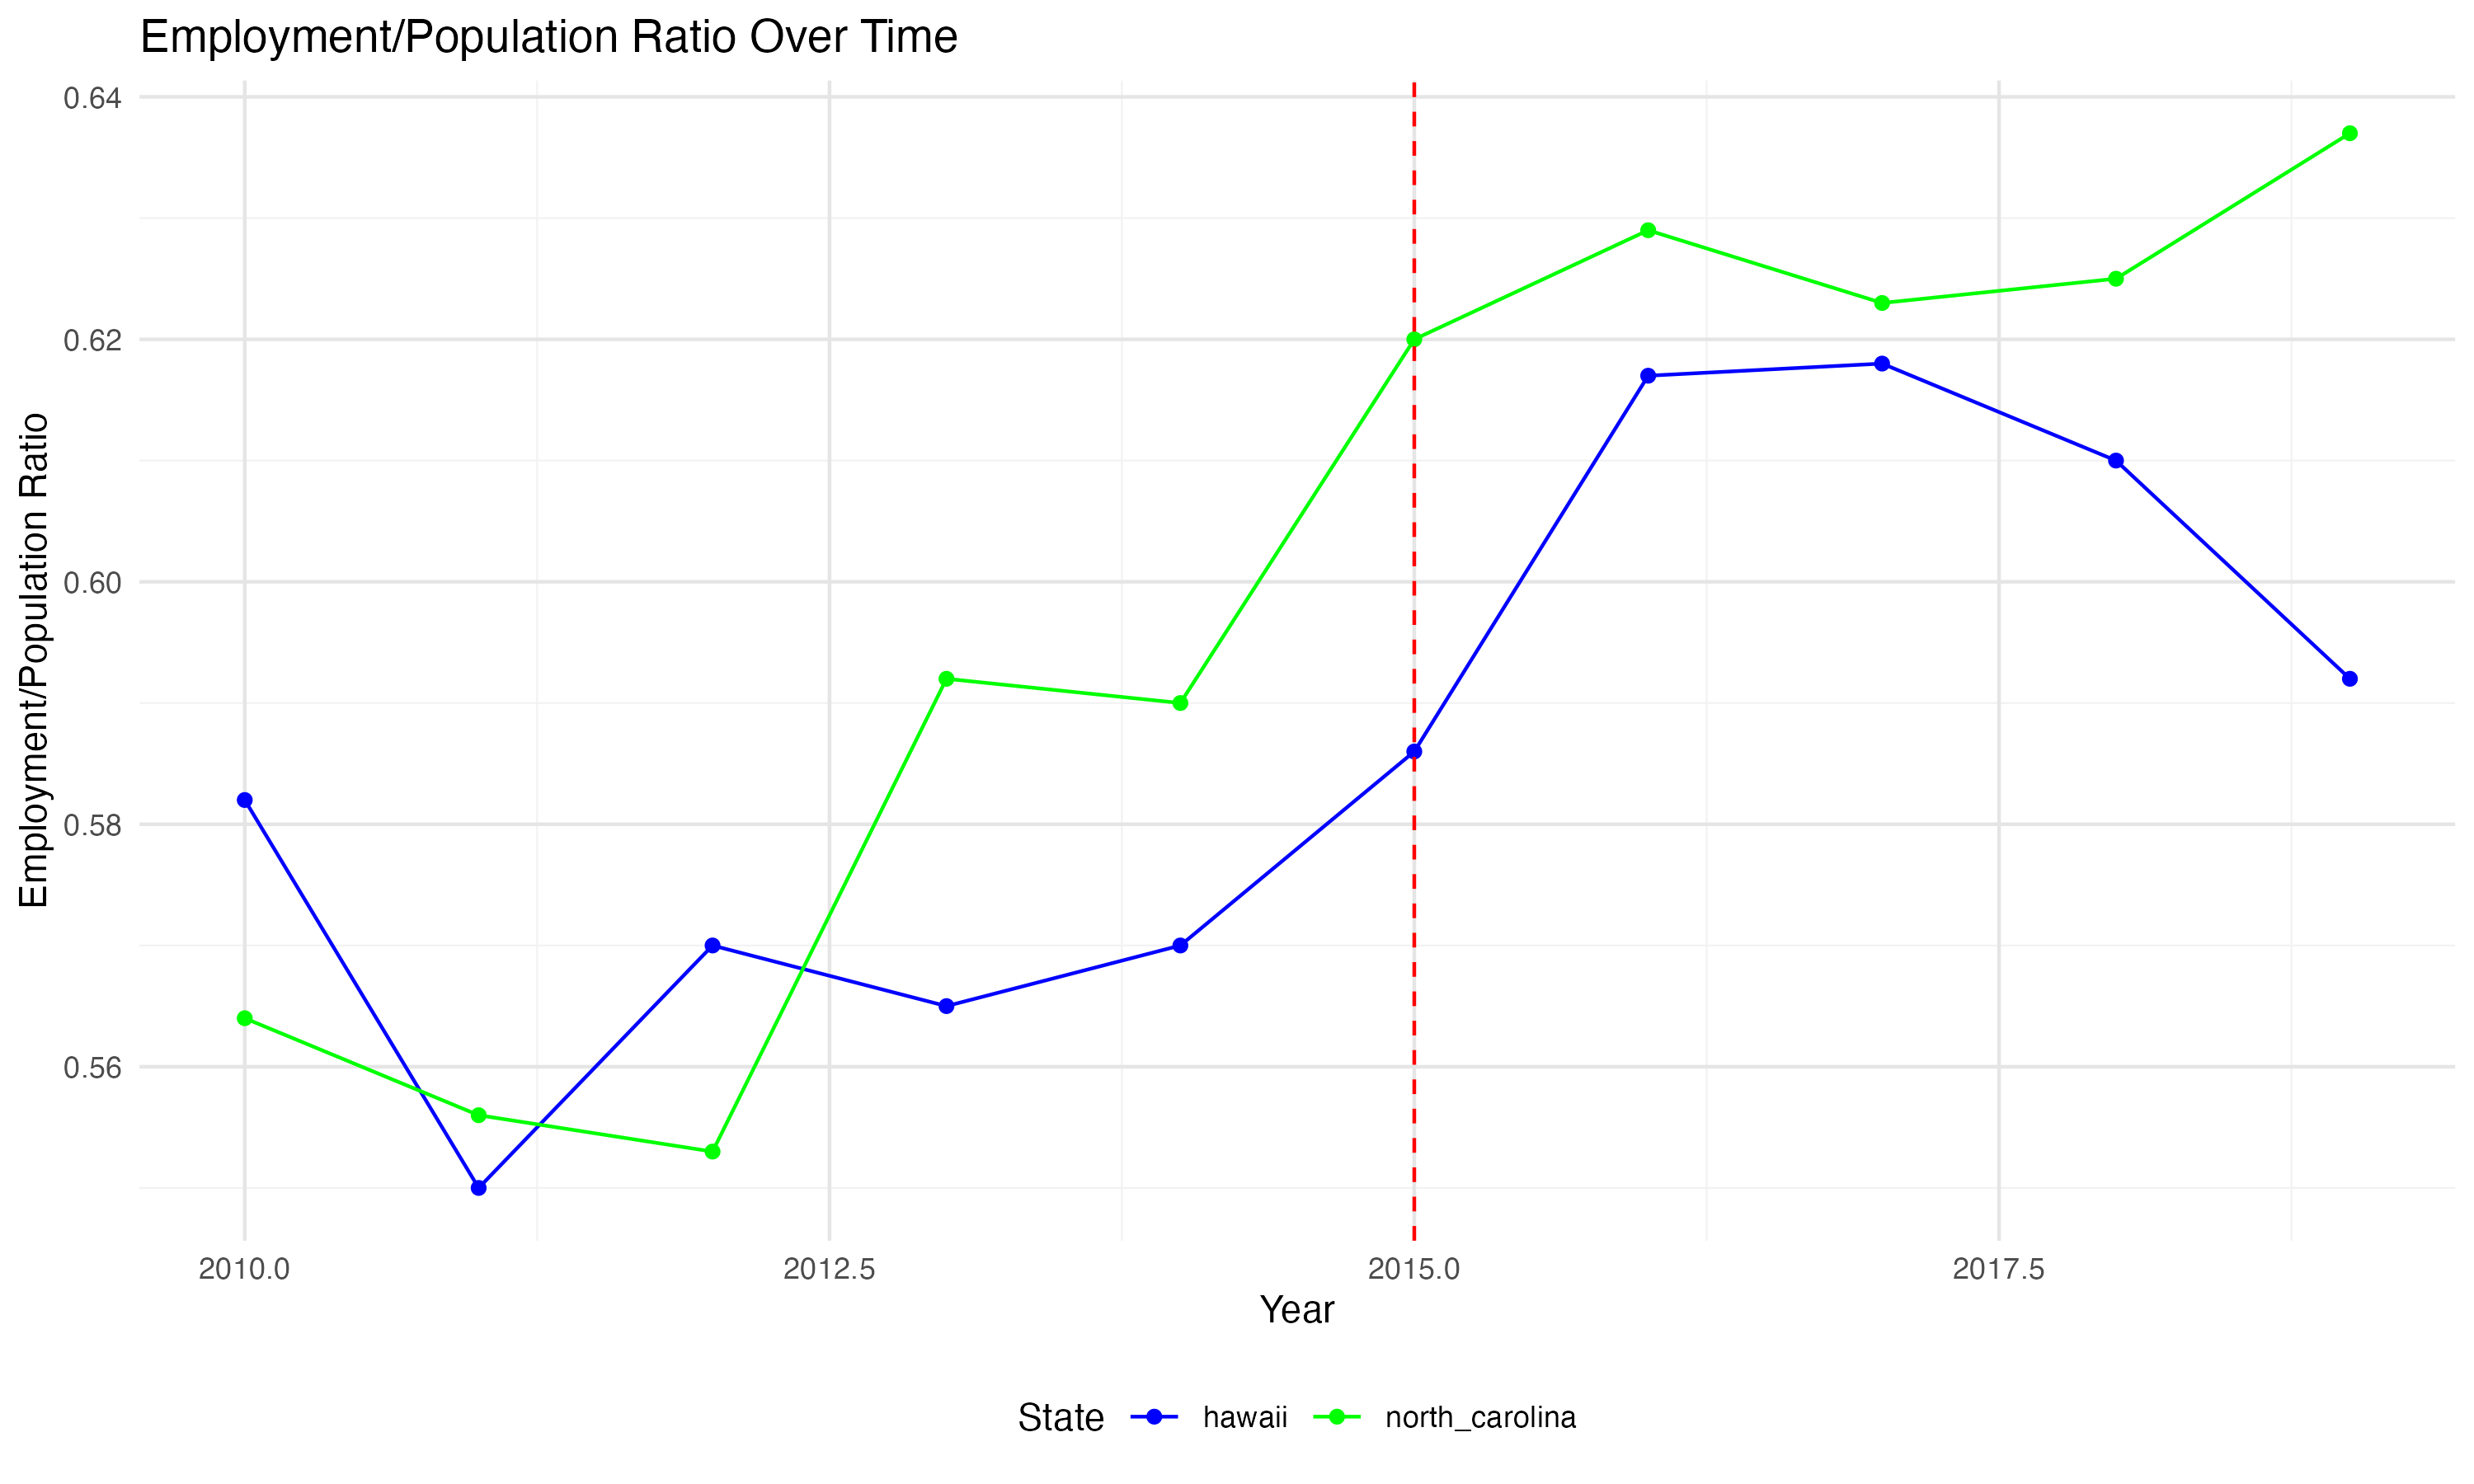 Employment/Population Ratio Over Time
Employment/Population Ratio
0.64
0.62
0.60
0.58
0.56
2010.0 2012.5 2015.0 2017.5
Year
State hawaii north_carolina